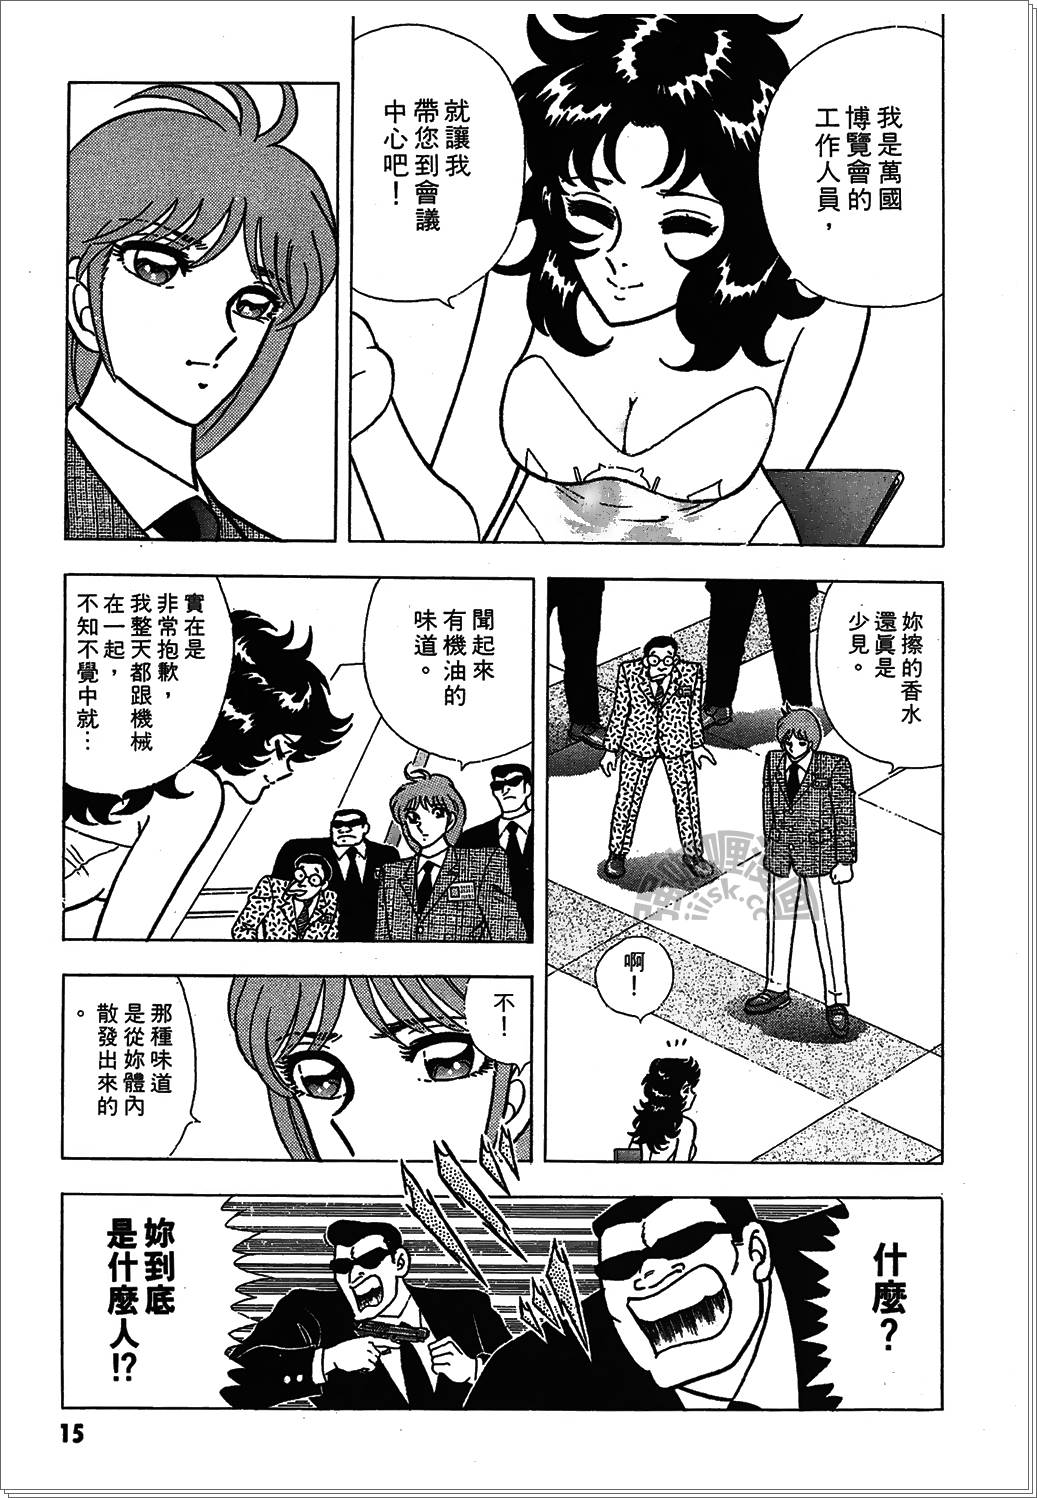 我是萬國
博覽會的
工作人員，
就讓我
帶您到會議
中心吧！
妳擦的香水
還真是
少見。
啊！
聞起來
有機油的
味道。
實在是
非常抱歉，
我整天都跟機械
在一起，
不知不覺中就…
不！
那種味道
是從妳體內
散發出來的
。
什麼？
妳到底
是什麼人!?
15